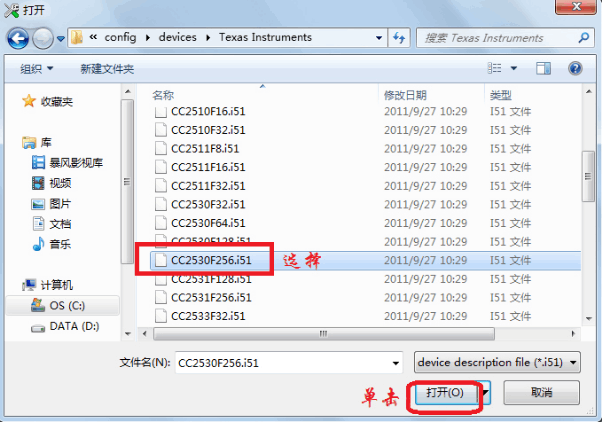 打开
« config ▸ devices ▸ Texas Instruments
搜索 Texas Instruments
组织 新建文件夹
收藏夹
库
暴风影视库
视频
图片
文档
音乐
计算机
OS (C:)
DATA (D:)
名称 修改日期 类型
CC2510F16.i51 2011/9/27 10:29 I51 文件
CC2510F32.i51 2011/9/27 10:29 I51 文件
CC2511F8.i51 2011/9/27 10:29 I51 文件
CC2511F16.i51 2011/9/27 10:29 I51 文件
CC2511F32.i51 2011/9/27 10:29 I51 文件
CC2530F32.i51 2011/9/27 10:29 I51 文件
CC2530F64.i51 2011/9/27 10:29 I51 文件
CC2530F128.i51 2011/9/27 10:29 I51 文件
CC2530F256.i51 选择 2011/9/27 10:29 I51 文件
CC2531F128.i51 2011/9/27 10:29 I51 文件
CC2531F256.i51 2011/9/27 10:29 I51 文件
CC2533F32.i51 2011/9/27 10:29 I51 文件
文件名(N): CC2530F256.i51 device description file (*.i51)
单击 打开(O) 取消